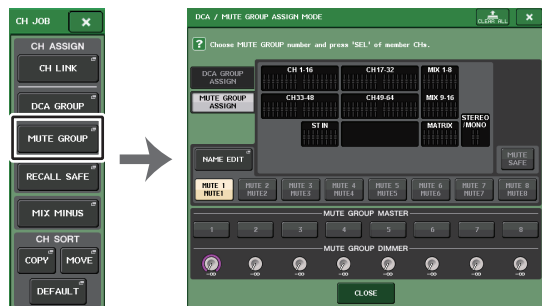 CH JOB
CH ASSIGN
CH LINK
DCA GROUP
MUTE GROUP
RECALL SAFE
MIX MINUS
CH SORT
COPY MOVE
DEFAULT
DCA / MUTE GROUP ASSIGN MODE
CLEAR ALL
? Choose MUTE GROUP number and press 'SEL' of member CHs.
DCA GROUP
ASSIGN
MUTE GROUP
ASSIGN
CH 1-16 CH17-32 MIX 1-8
CH33-48 CH49-64 MIX 9-16
STEREO
/MONO
ST IN MATRIX
NAME EDIT
MUTE
SAFE
MUTE 1 MUTE 2 MUTE 3 MUTE 4 MUTE 5 MUTE 6 MUTE 7 MUTE 8
MUTE1 MUTE2 MUTE3 MUTE4 MUTE5 MUTE6 MUTE7 MUTE8
MUTE GROUP MASTER
1 2 3 4 5 6 7 8
MUTE GROUP DIMMER
-∞ -∞ -∞ -∞ -∞ -∞ -∞ -∞
CLOSE